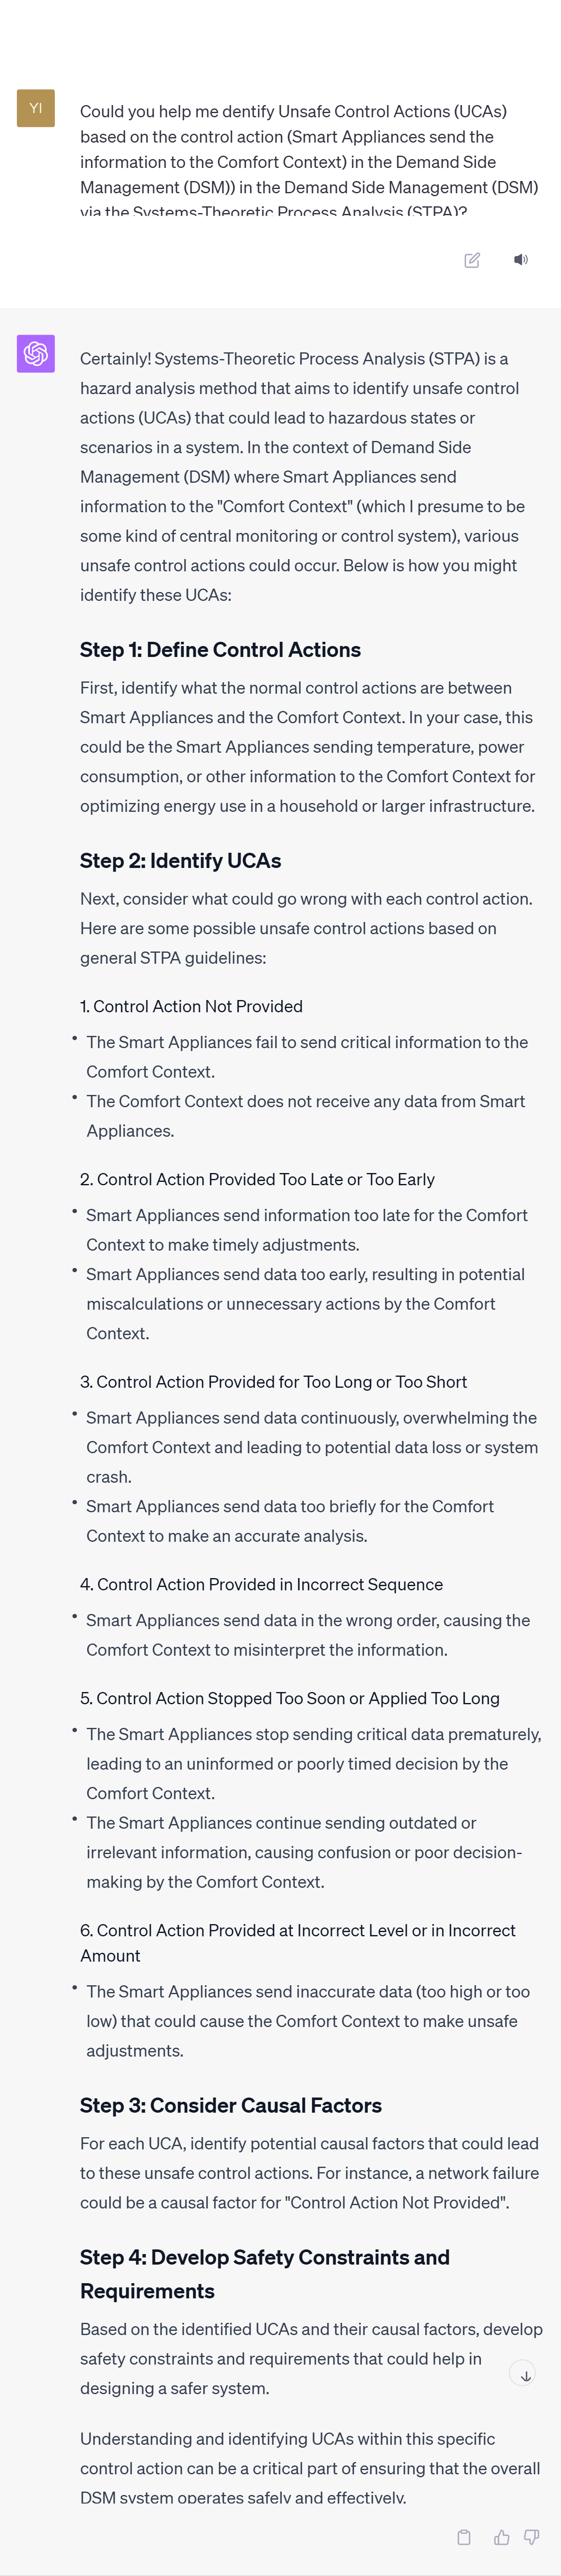 YI
Could you help me dentify Unsafe Control Actions (UCAs)
based on the control action (Smart Appliances send the
information to the Comfort Context) in the Demand Side
Management (DSM)) in the Demand Side Management (DSM)
via the Systems-Theoretic Process Analysis (STPA)?
Certainly! Systems-Theoretic Process Analysis (STPA) is a
hazard analysis method that aims to identify unsafe control
actions (UCAs) that could lead to hazardous states or
scenarios in a system. In the context of Demand Side
Management (DSM) where Smart Appliances send
information to the "Comfort Context" (which I presume to be
some kind of central monitoring or control system), various
unsafe control actions could occur. Below is how you might
identify these UCAs:
Step 1: Define Control Actions
First, identify what the normal control actions are between
Smart Appliances and the Comfort Context. In your case, this
could be the Smart Appliances sending temperature, power
consumption, or other information to the Comfort Context for
optimizing energy use in a household or larger infrastructure.
Step 2: Identify UCAs
Next, consider what could go wrong with each control action.
Here are some possible unsafe control actions based on
general STPA guidelines:
1. Control Action Not Provided
• The Smart Appliances fail to send critical information to the
Comfort Context.
• The Comfort Context does not receive any data from Smart
Appliances.
2. Control Action Provided Too Late or Too Early
• Smart Appliances send information too late for the Comfort
Context to make timely adjustments.
• Smart Appliances send data too early, resulting in potential
miscalculations or unnecessary actions by the Comfort
Context.
3. Control Action Provided for Too Long or Too Short
• Smart Appliances send data continuously, overwhelming the
Comfort Context and leading to potential data loss or system
crash.
• Smart Appliances send data too briefly for the Comfort
Context to make an accurate analysis.
4. Control Action Provided in Incorrect Sequence
• Smart Appliances send data in the wrong order, causing the
Comfort Context to misinterpret the information.
5. Control Action Stopped Too Soon or Applied Too Long
• The Smart Appliances stop sending critical data prematurely,
leading to an uninformed or poorly timed decision by the
Comfort Context.
• The Smart Appliances continue sending outdated or
irrelevant information, causing confusion or poor decision-
making by the Comfort Context.
6. Control Action Provided at Incorrect Level or in Incorrect
Amount
• The Smart Appliances send inaccurate data (too high or too
low) that could cause the Comfort Context to make unsafe
adjustments.
Step 3: Consider Causal Factors
For each UCA, identify potential causal factors that could lead
to these unsafe control actions. For instance, a network failure
could be a causal factor for "Control Action Not Provided".
Step 4: Develop Safety Constraints and
Requirements
Based on the identified UCAs and their causal factors, develop
safety constraints and requirements that could help in
designing a safer system.
Understanding and identifying UCAs within this specific
control action can be a critical part of ensuring that the overall
DSM system operates safely and effectively.